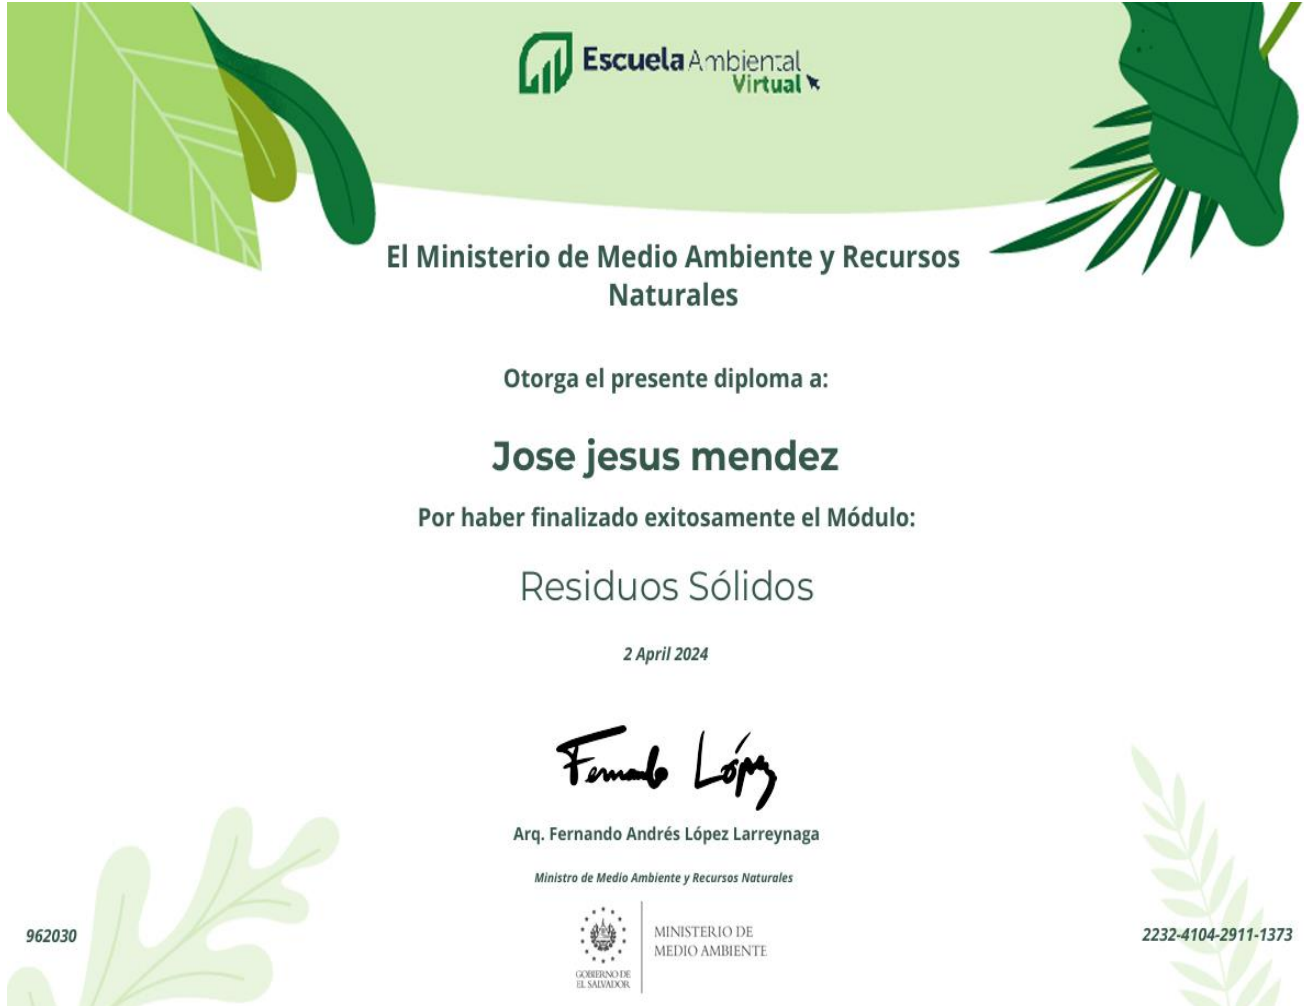 Escuela Ambiental
Virtual
El Ministerio de Medio Ambiente y Recursos
Naturales
Otorga el presente diploma a:
Jose jesus mendez
Por haber finalizado exitosamente el Módulo:
Residuos Sólidos
2 April 2024
Fernando López
Arq. Fernando Andrés López Larreynaga
Ministro de Medio Ambiente y Recursos Naturales
962030
GOBIERNO DE
EL SALVADOR
MINISTERIO DE
MEDIO AMBIENTE
2232-4104-2911-1373